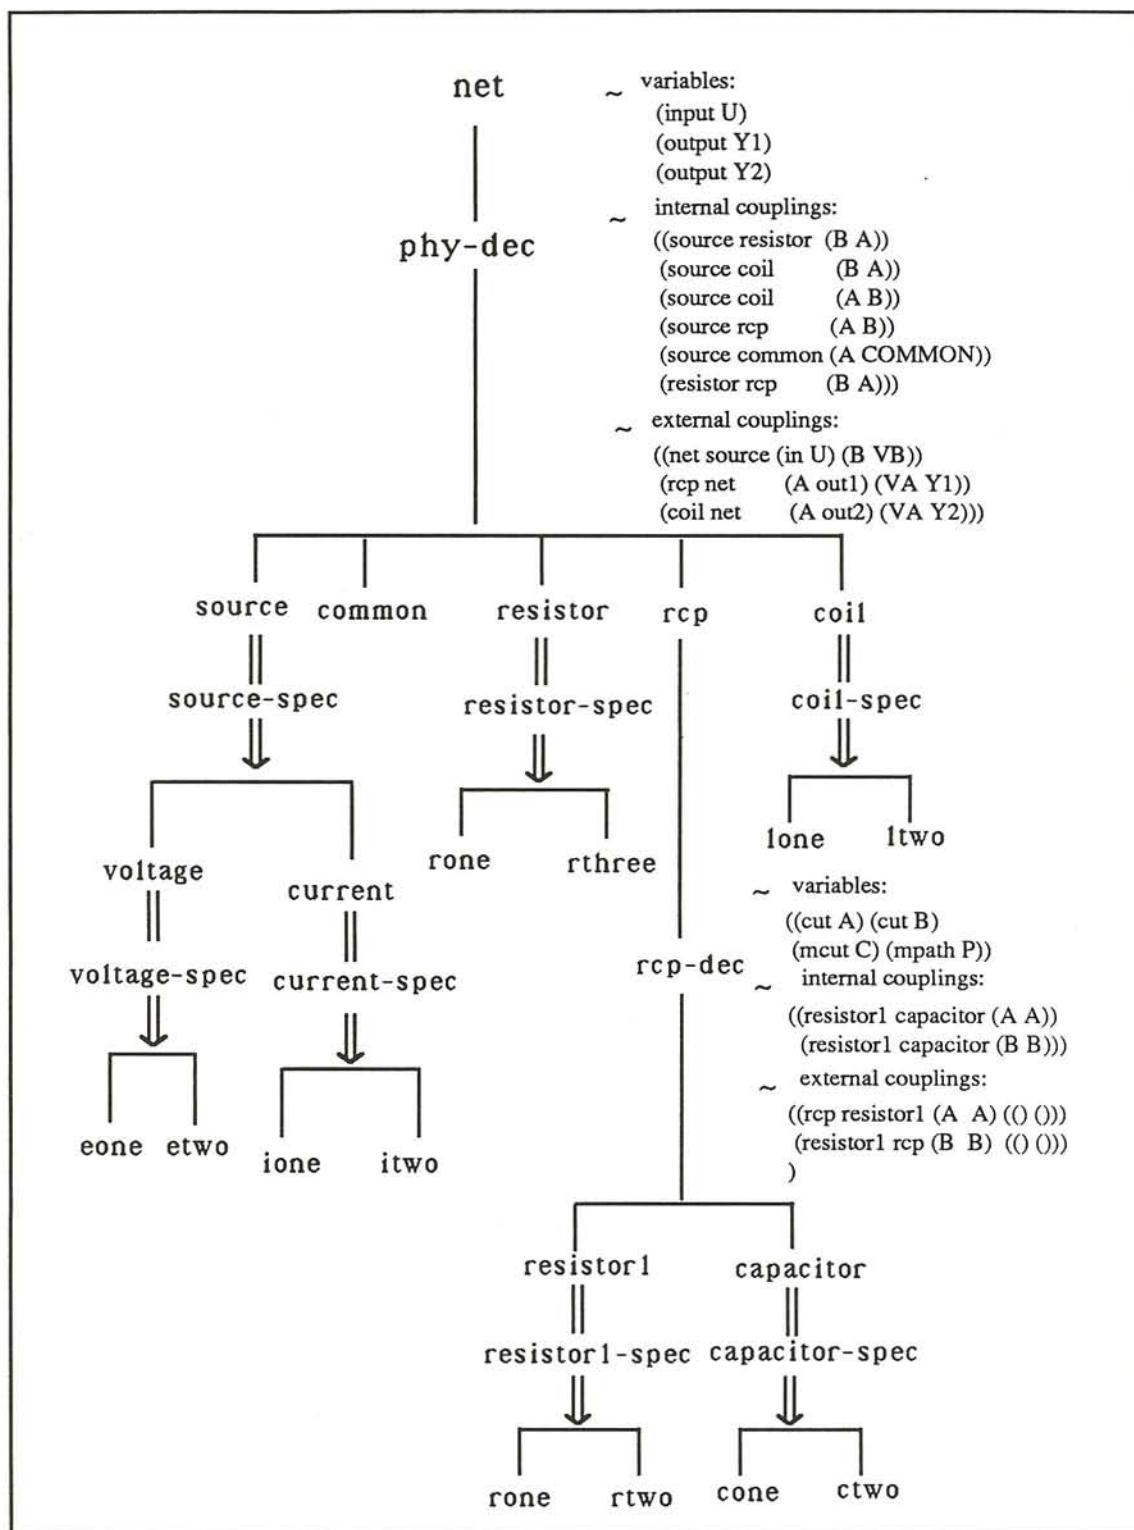 net
~ variables:
(input U)
(output Y1)
(output Y2)
~ internal couplings:
phy-dec
((source resistor (B A))
(source coil (B A))
(source coil (A B))
(source rcp (A B))
(source common (A COMMON))
(resistor rcp (B A)))
~ external couplings:
((net source (in U) (B VB))
(rcp net (A out1) (VA Y1))
(coil net (A out2) (VA Y2)))
source common resistor rcp coil
source-spec resistor-spec coil-spec
voltage current rone rthree lone ltwo
~ variables:
((cut A) (cut B)
(mcut C) (mpath P))
voltage-spec current-spec rcp-dec
~ internal couplings:
((resistor1 capacitor (A A))
(resistor1 capacitor (B B)))
~ external couplings:
((rcp resistor1 (A A) (() ()))
(resistor1 rcp (B B) (() ()))
)
eone etwo ione itwo
resistor1 capacitor
resistor1-spec capacitor-spec
rone rtwo cone ctwo